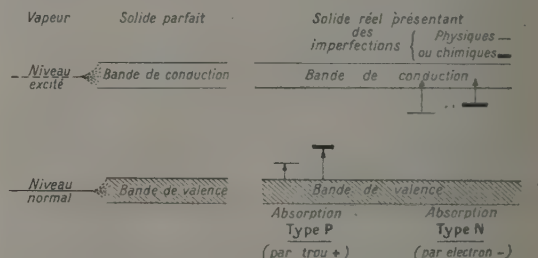 Vapeur
Solide parfait
Solide réel présentant
des
imperfections
Physiques
ou chimiques
Niveau
excité
Bande de conduction
Bande de conduction
Niveau
normal
Bande de valence
Bande de valence
Absorption
Type P
(par trou +)
Absorption
Type N
(par electron -)